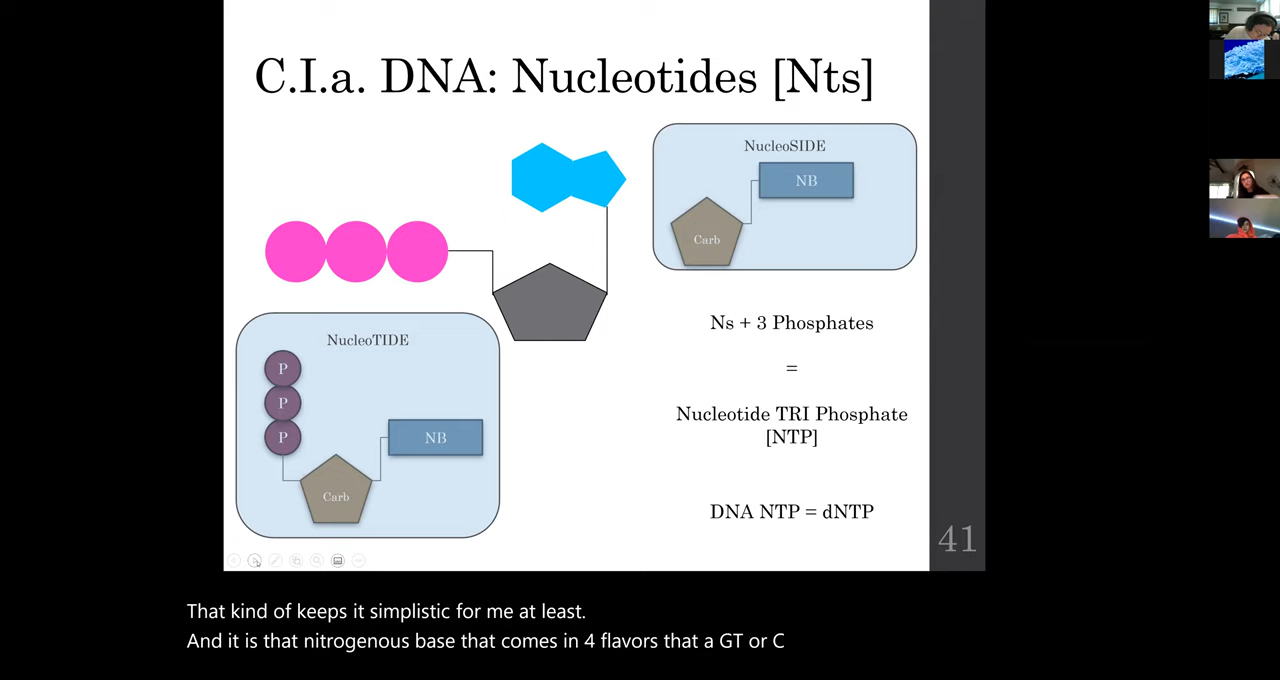 C.I.a. DNA: Nucleotides [Nts]
NucleoSIDE
NB
Carb
NucleoTIDE
P
P
P
NB
Carb
Ns + 3 Phosphates
=
Nucleotide TRI Phosphate
[NTP]
DNA NTP = dNTP
41
That kind of keeps it simplistic for me at least.
And it is that nitrogenous base that comes in 4 flavors that a GT or C